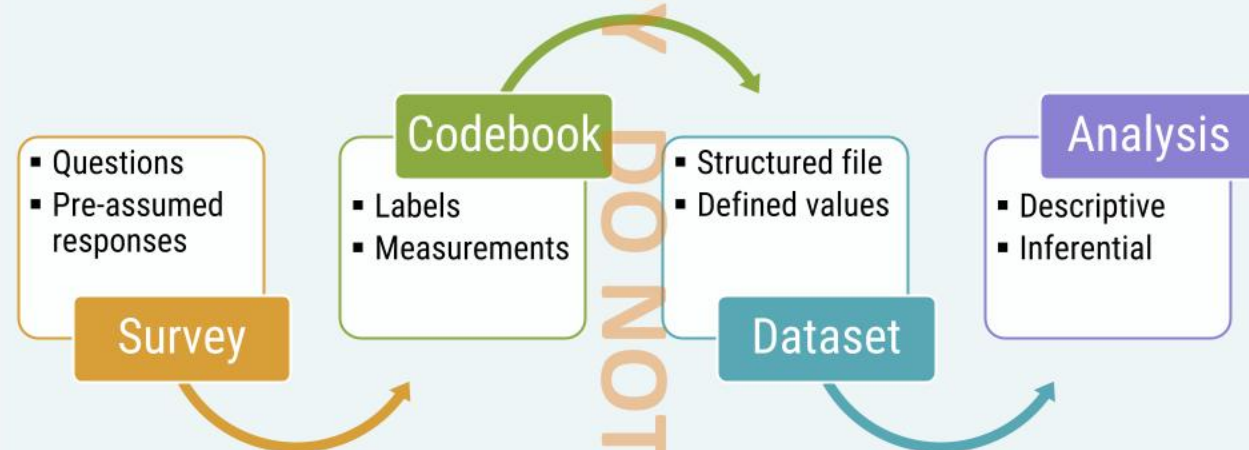 ▪ Questions
▪ Pre-assumed
responses
Survey
Codebook
▪ Labels
▪ Measurements
▪ Structured file
▪ Defined values
Dataset
Analysis
▪ Descriptive
▪ Inferential
Y DO NOT